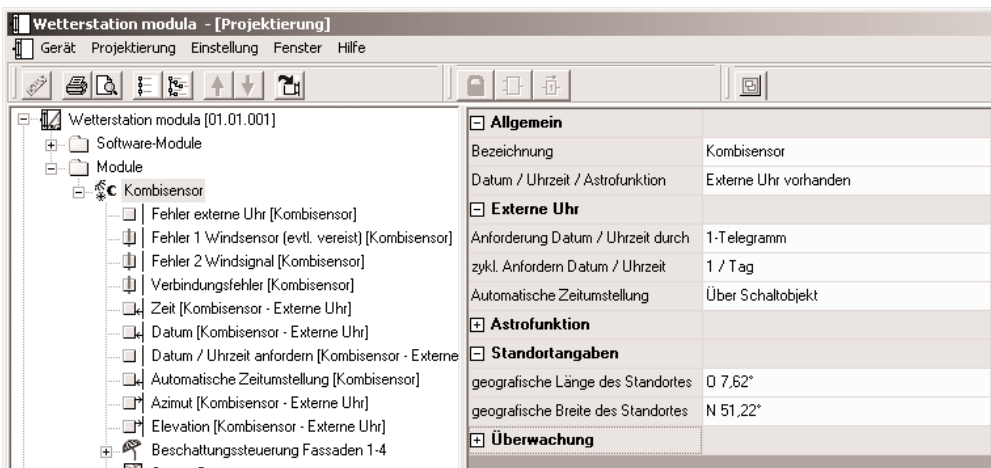 Wetterstation modula - [Projektierung]
Gerät Projektierung Einstellung Fenster Hilfe
Wetterstation modula [01.01.001]
Software-Module
Module
Kombisensor
Fehler externe Uhr [Kombisensor]
Fehler 1 Windsensor (evtl. vereist) [Kombisensor]
Fehler 2 Windsignal [Kombisensor]
Verbindungsfehler [Kombisensor]
Zeit [Kombisensor - Externe Uhr]
Datum [Kombisensor - Externe Uhr]
Datum / Uhrzeit anfordern [Kombisensor - Externe
Automatische Zeitumstellung [Kombisensor]
Azimut [Kombisensor - Externe Uhr]
Elevation [Kombisensor - Externe Uhr]
Beschattungssteuerung Fassaden 1-4
Allgemein
Bezeichnung Kombisensor
Datum / Uhrzeit / Astrofunktion Externe Uhr vorhanden
Externe Uhr
Anforderung Datum / Uhrzeit durch 1-Telegramm
zykl. Anfordern Datum / Uhrzeit 1 / Tag
Automatische Zeitumstellung Über Schaltobjekt
Astrofunktion
Standortangaben
geografische Länge des Standortes O 7,62°
geografische Breite des Standortes N 51,22°
Überwachung